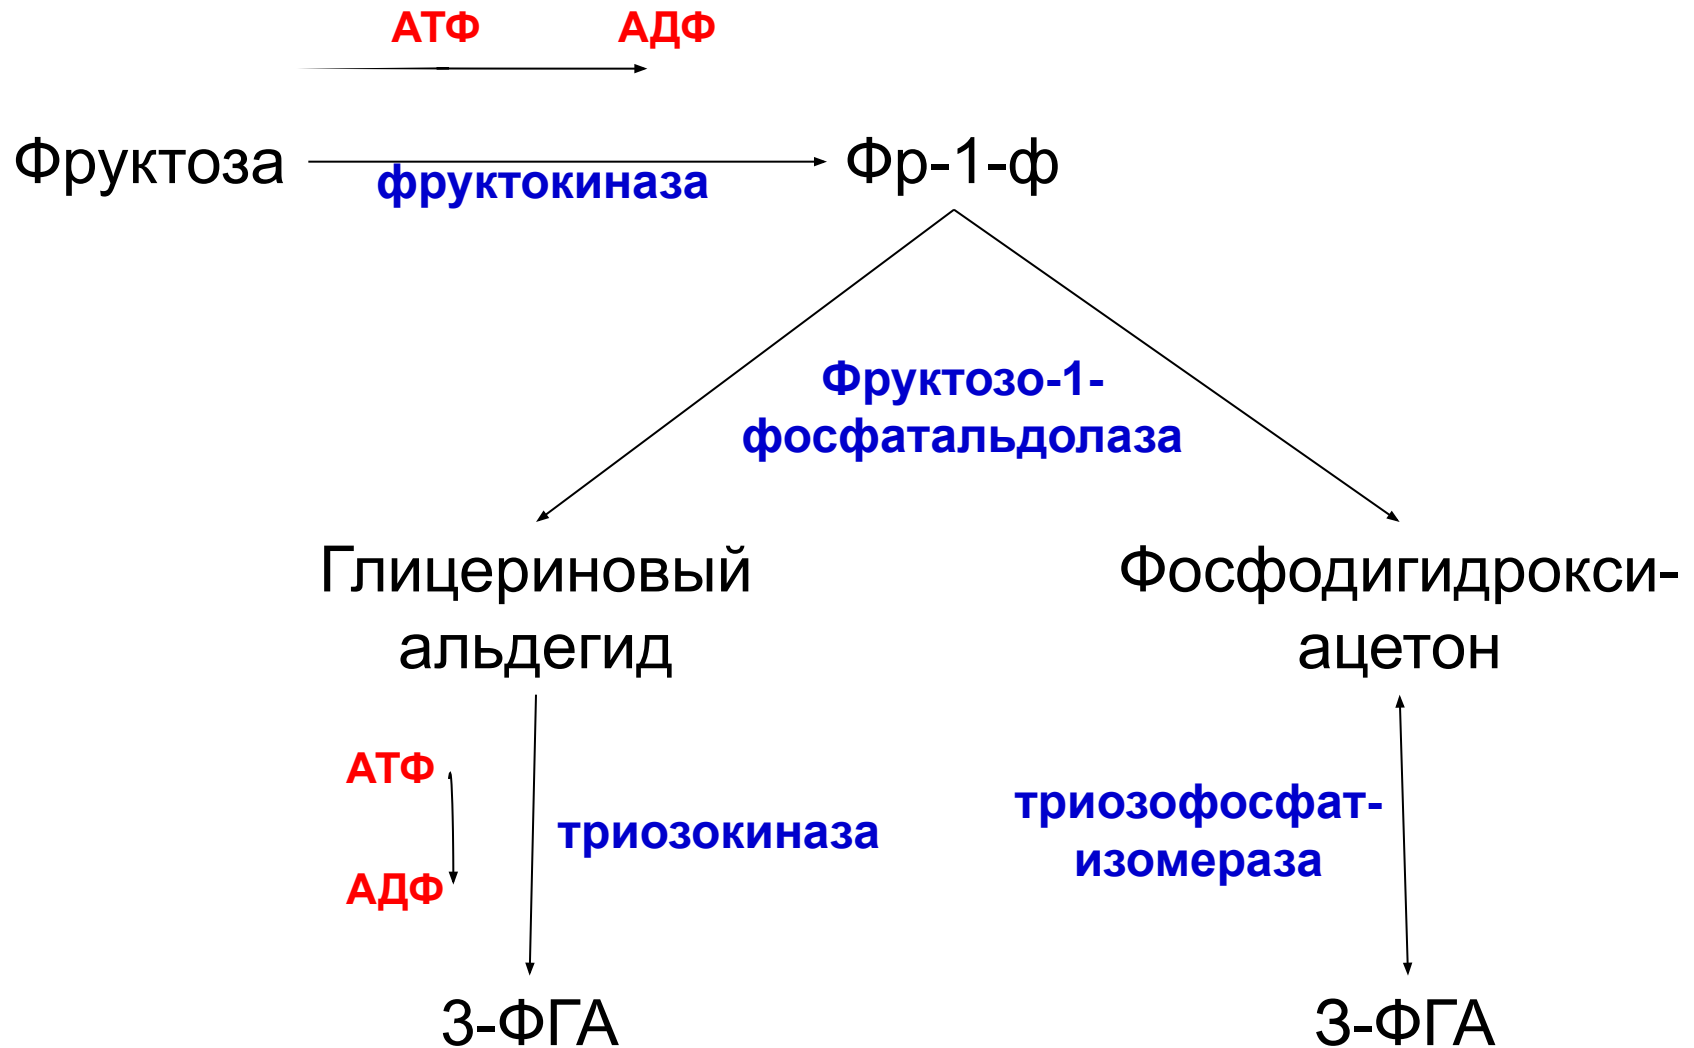 АТФ АДФ
Фруктоза Фр-1-ф
фруктокиназа
Фруктозо-1-
фосфатальдолаза
Глицериновый
альдегид
Фосфодигидрокси-
ацетон
АТФ
АДФ
триозокиназа
триозофосфат-
изомераза
3-ФГА 3-ФГА